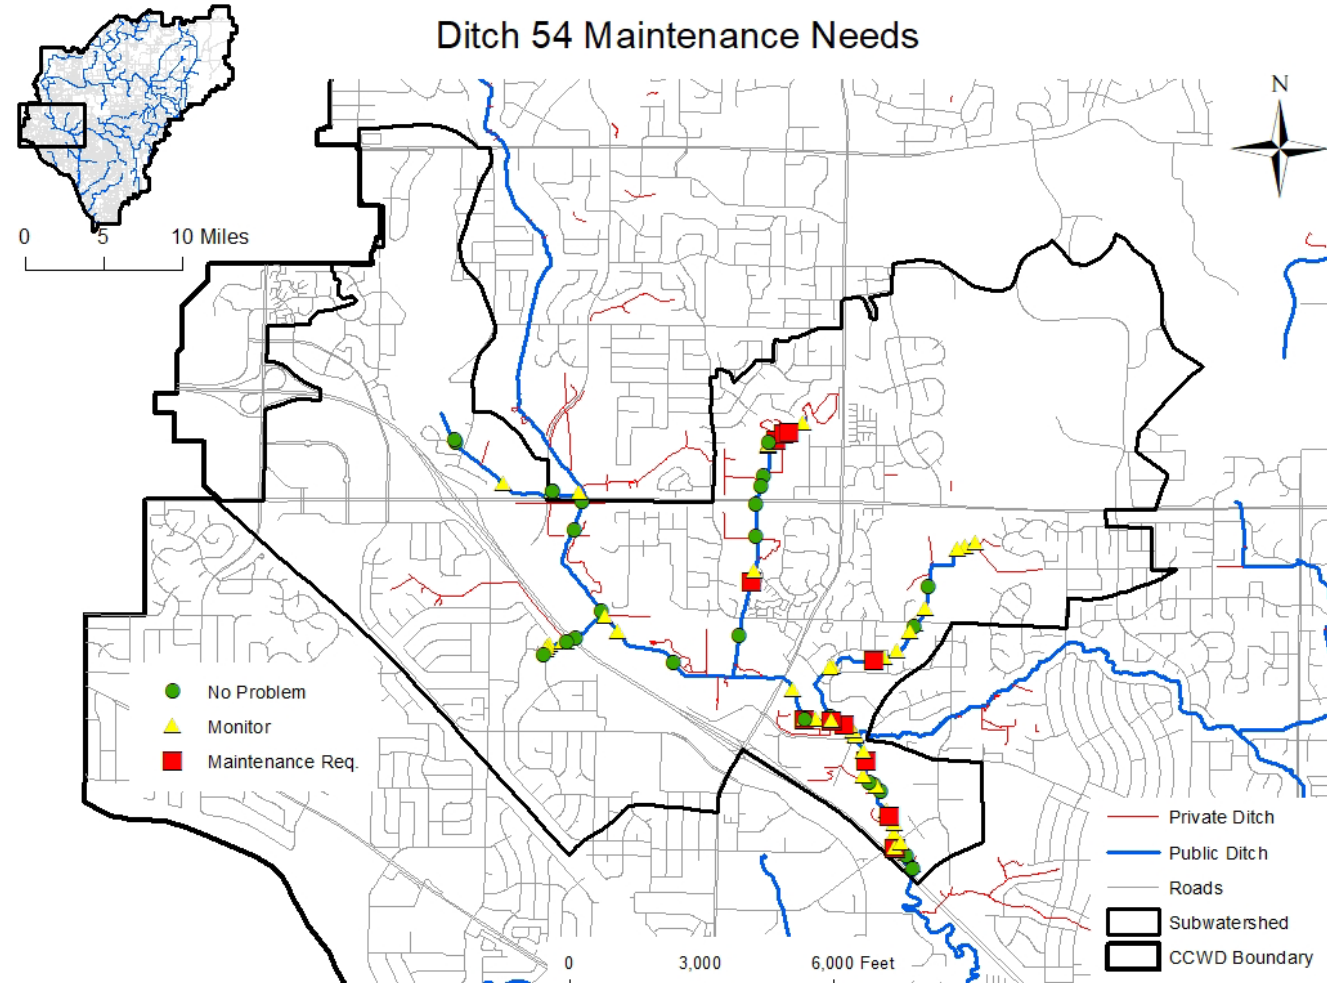 Ditch 54 Maintenance Needs
N
0 5 10 Miles
No Problem
Monitor
Maintenance Req.
Private Ditch
Public Ditch
Roads
Subwatershed
CCWD Boundary
0 3,000 6,000 Feet